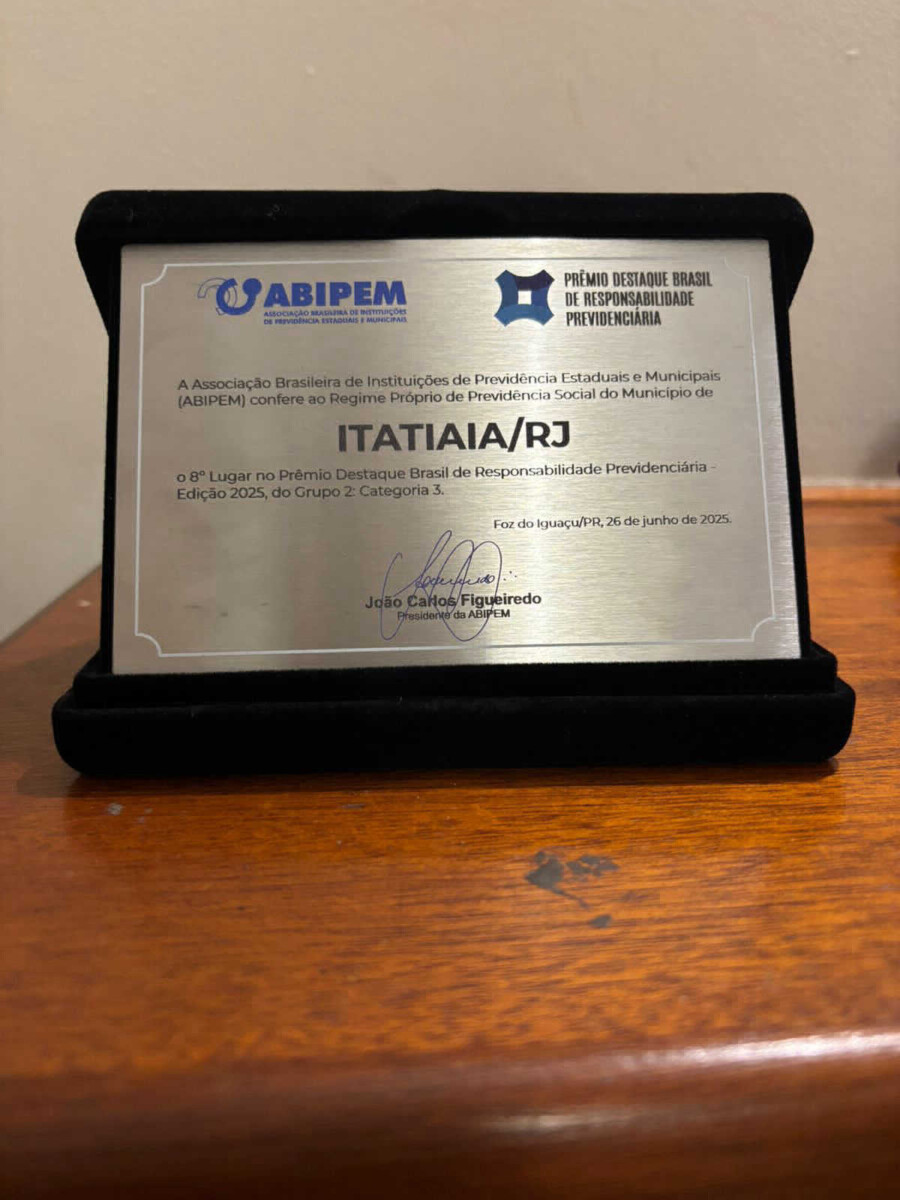 ABIPEM
ASSOCIAÇÃO BRASILEIRA DE INSTITUIÇÕES
DE PREVIDÊNCIA ESTADUAIS E MUNICIPAIS
PRÊMIO DESTAQUE BRASIL
DE RESPONSABILIDADE
PREVIDENCIÁRIA
A Associação Brasileira de Instituições de Previdência Estaduais e Municipais
(ABIPEM) confere ao Regime Próprio de Previdência Social do Município de
ITATIAIA/RJ
o 8º Lugar no Prêmio Destaque Brasil de Responsabilidade Previdenciária -
Edição 2025, do Grupo 2: Categoria 3.
Foz do Iguaçu/PR, 26 de junho de 2025.
João Carlos Figueiredo
Presidente da ABIPEM